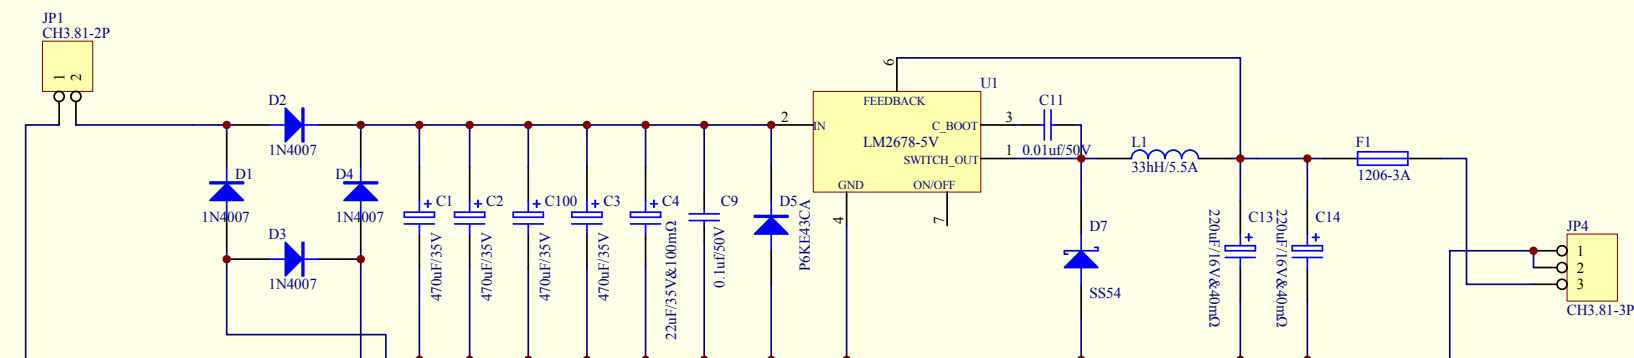 JP1
CH3.81-2P
1
2
D2
1N4007
D1
1N4007
D4
1N4007
D3
1N4007
C1
470uF/35V
C2
470uF/35V
C100
470uF/35V
C3
470uF/35V
C4
22uF/35V&100mΩ
C9
0.1uf/50V
D5
P6KE43CA
U1
6
FEEDBACK
2
IN
C_BOOT
3
LM2678-5V
SWITCH_OUT
1
GND
ON/OFF
4
7
C11
0.01uf/50V
L1
33hH/5.5A
D7
SS54
C13
220uF/16V&40mΩ
C14
220uF/16V&40mΩ
F1
1206-3A
JP4
1
2
3
CH3.81-3P